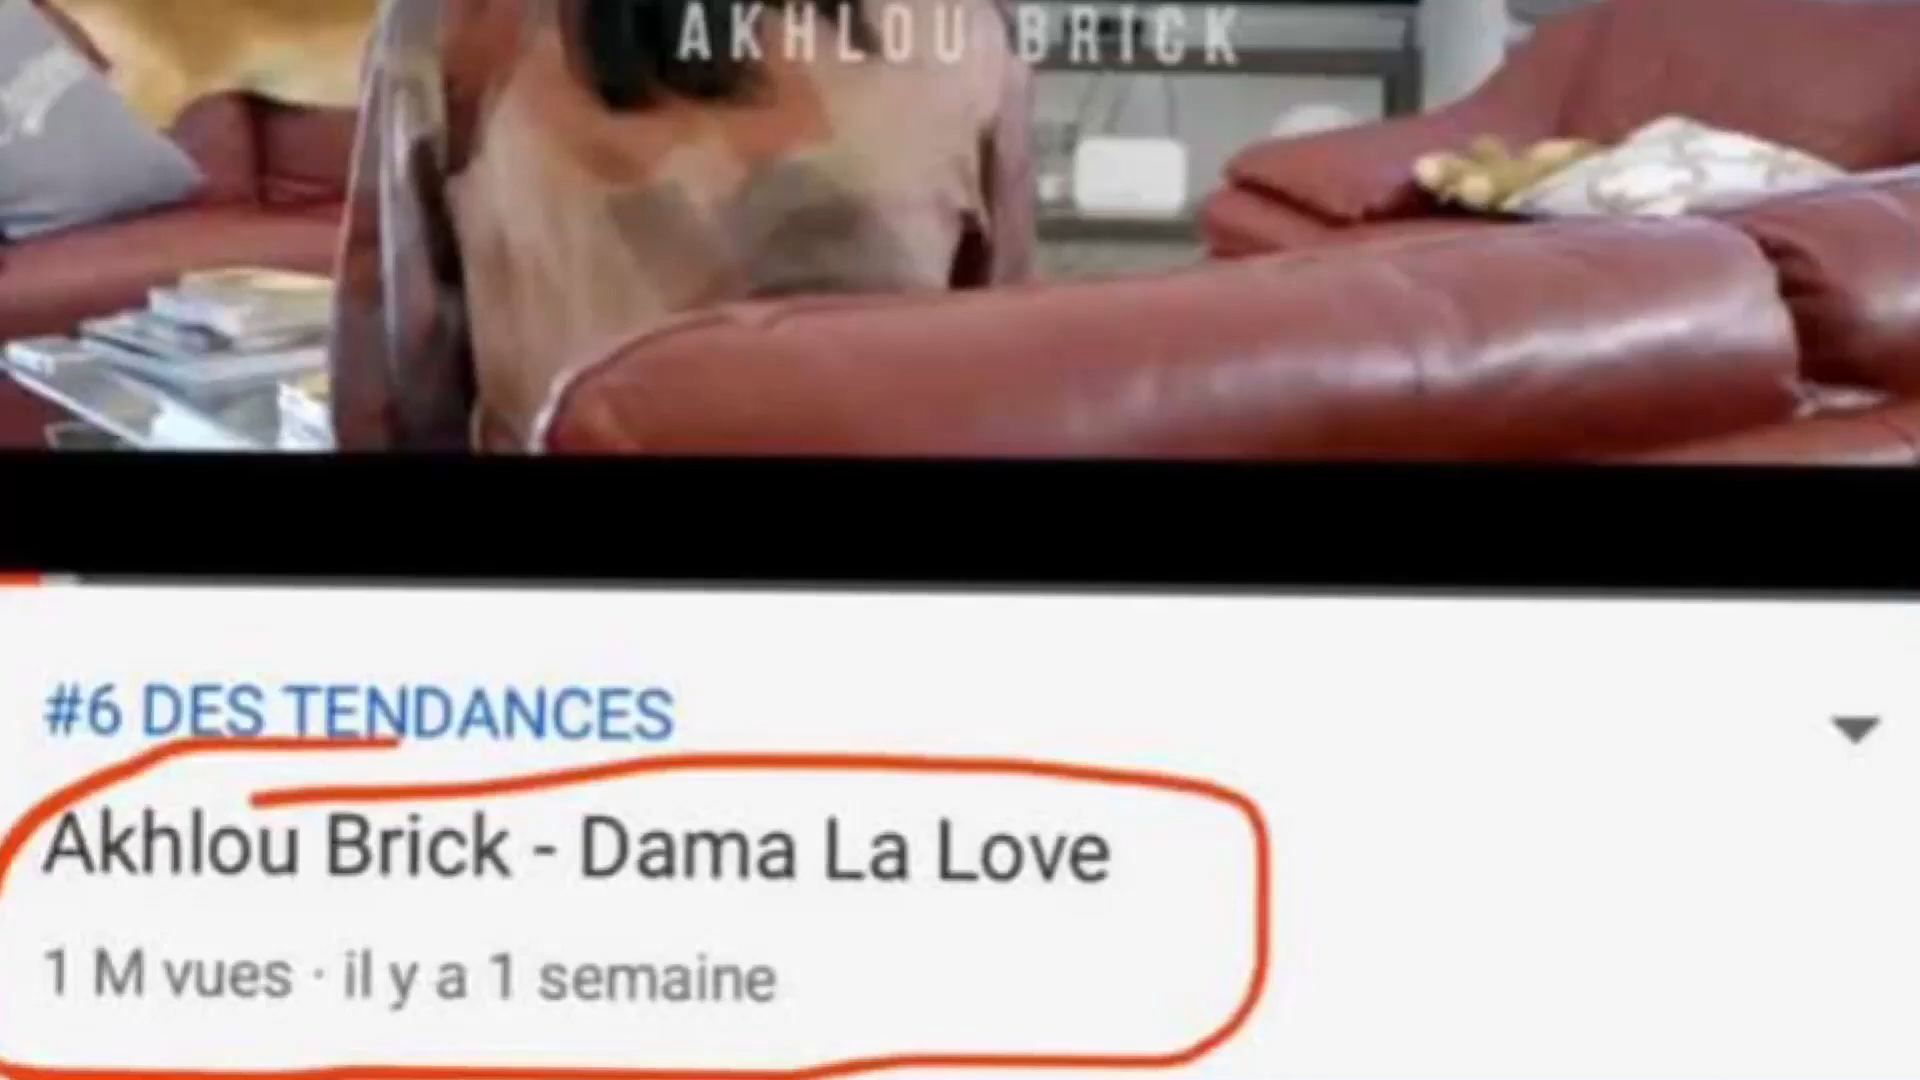 AKHLOU BRICK
#6 DES TENDANCES
Akhlou Brick - Dama La Love
1 M vues · il y a 1 semaine